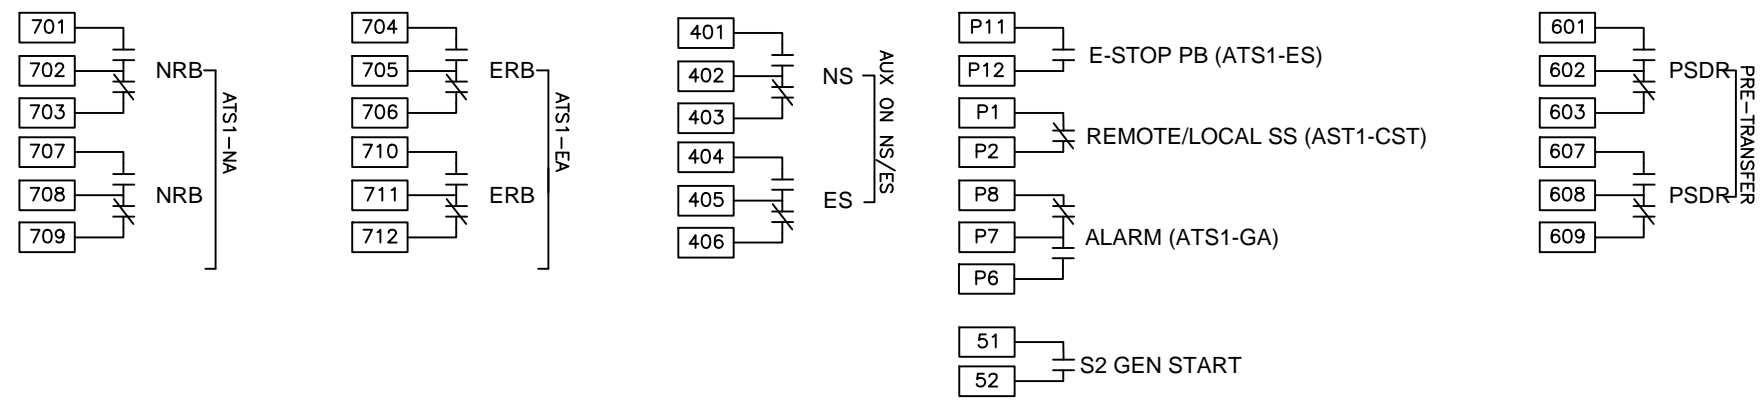 701
702
703
707
708
709
NRB
NRB
ATS1-NA
704
705
706
710
711
712
ERB
ERB
ATS1-EA
401
402
403
404
405
406
NS
ES
AUX ON NS/ES
P11
P12
E-STOP PB (ATS1-ES)
P1
P2
REMOTE/LOCAL SS (AST1-CST)
P8
P7
P6
ALARM (ATS1-GA)
51
52
S2 GEN START
601
602
603
607
608
609
PSDR
PSDR
PRE-TRANSFER